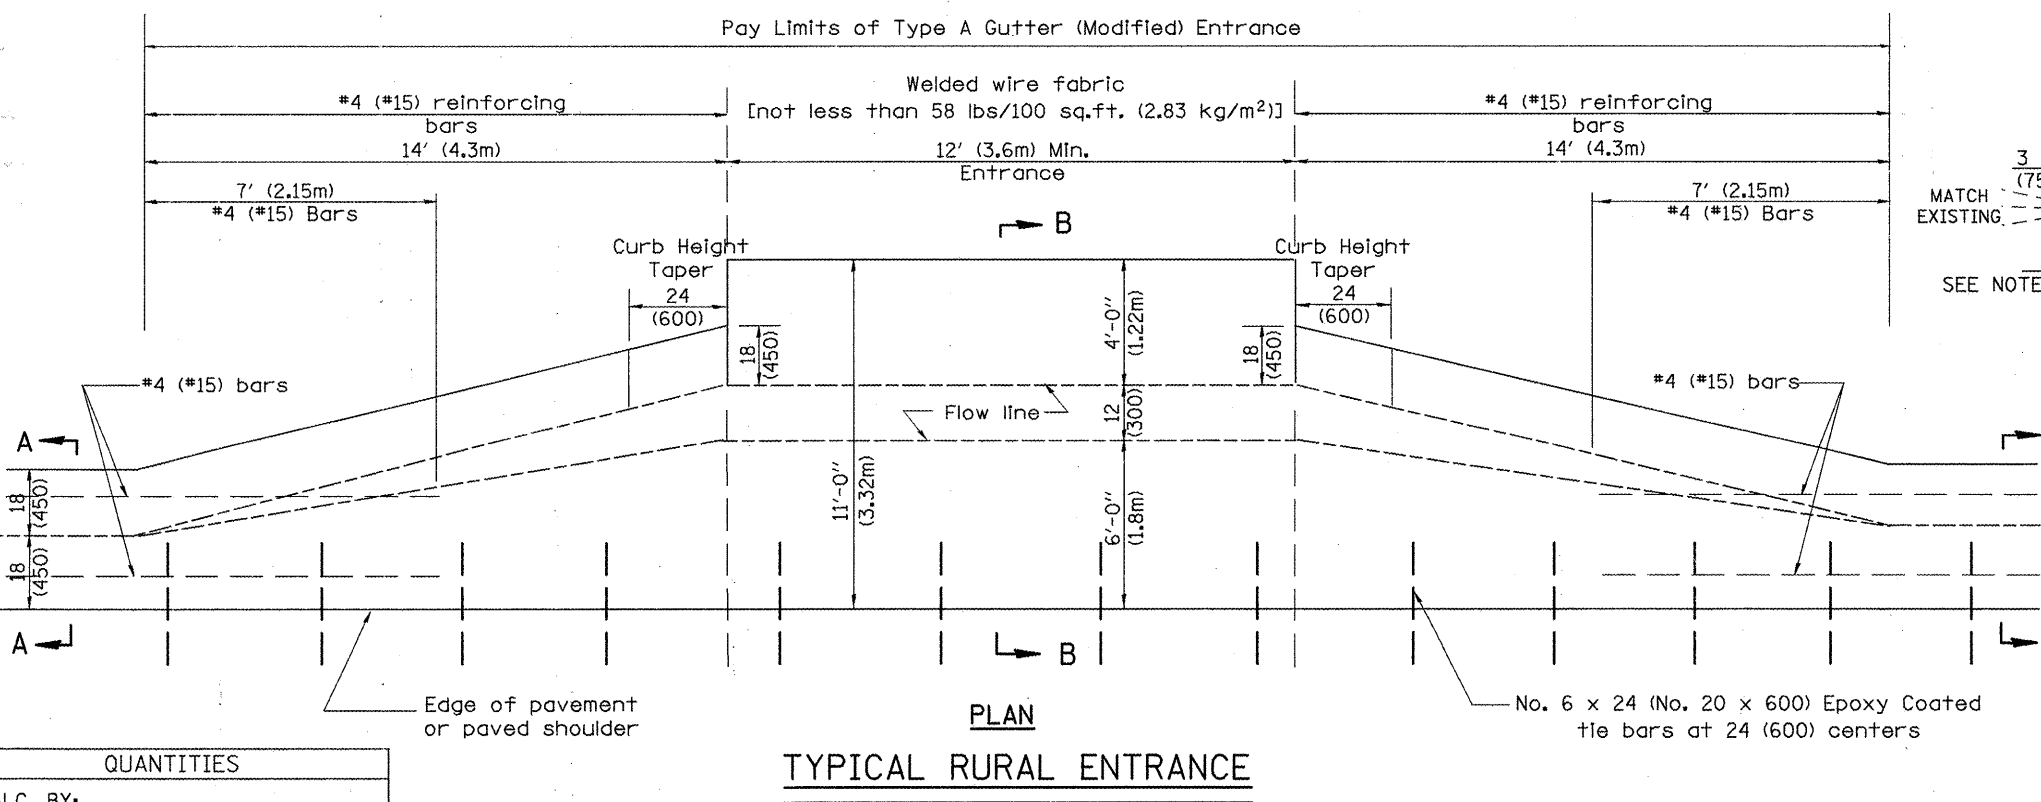 Pay Limits of Type A Gutter (Modified) Entrance
Welded wire fabric
[not less than 58 lbs/100 sq.ft. (2.83 kg/m²)]
#4 (#15) reinforcing
bars
#4 (#15) reinforcing
bars
14' (4.3m)
12' (3.6m) Min.
Entrance
14' (4.3m)
7' (2.15m)
#4 (#15) Bars
7' (2.15m)
#4 (#15) Bars
3
(75
MATCH
EXISTING
SEE NOTE
B
Curb Height
Taper
24
(600)
Curb Height
Taper
24
(600)
18
(450)
4'-0"
(1.22m)
18
(450)
#4 (#15) bars
#4 (#15) bars
Flow line
12
(300)
A
18
(450)
11'-0"
(3.32m)
6'-0"
(1.8m)
18
(450)
A
B
Edge of pavement
or paved shoulder
No. 6 x 24 (No. 20 x 600) Epoxy Coated
tie bars at 24 (600) centers
PLAN
TYPICAL RURAL ENTRANCE
QUANTITIES
LC. BY: